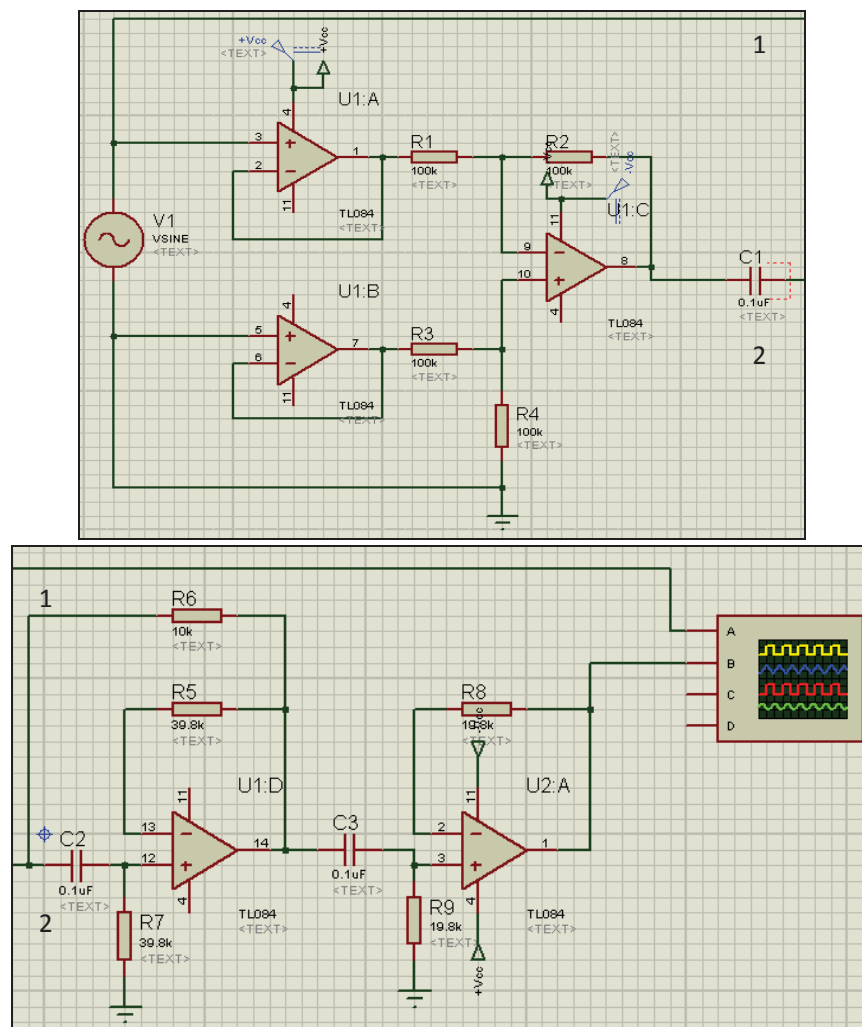 1
+Vcc
<TEXT>
+Vcc
U1:A
4
3
2
1
11
TL084
<TEXT>
R1
100k
<TEXT>
R2
100k
<TEXT>
<TEXT>
-Vcc
U1:C
11
9
10
8
4
TL084
<TEXT>
C1
0.1uF
<TEXT>
V1
VSINE
<TEXT>
U1:B
4
5
6
7
11
TL084
<TEXT>
R3
100k
<TEXT>
2
R4
100k
<TEXT>
1
R6
10k
<TEXT>
R5
39.8k
<TEXT>
R8
19.8k
<TEXT>
A
B
C
D
U1:D
11
13
12
14
4
TL084
<TEXT>
C2
0.1uF
<TEXT>
2
R7
39.8k
<TEXT>
C3
0.1uF
<TEXT>
R9
19.8k
<TEXT>
U2:A
11
2
3
1
4
TL084
<TEXT>
+Vcc